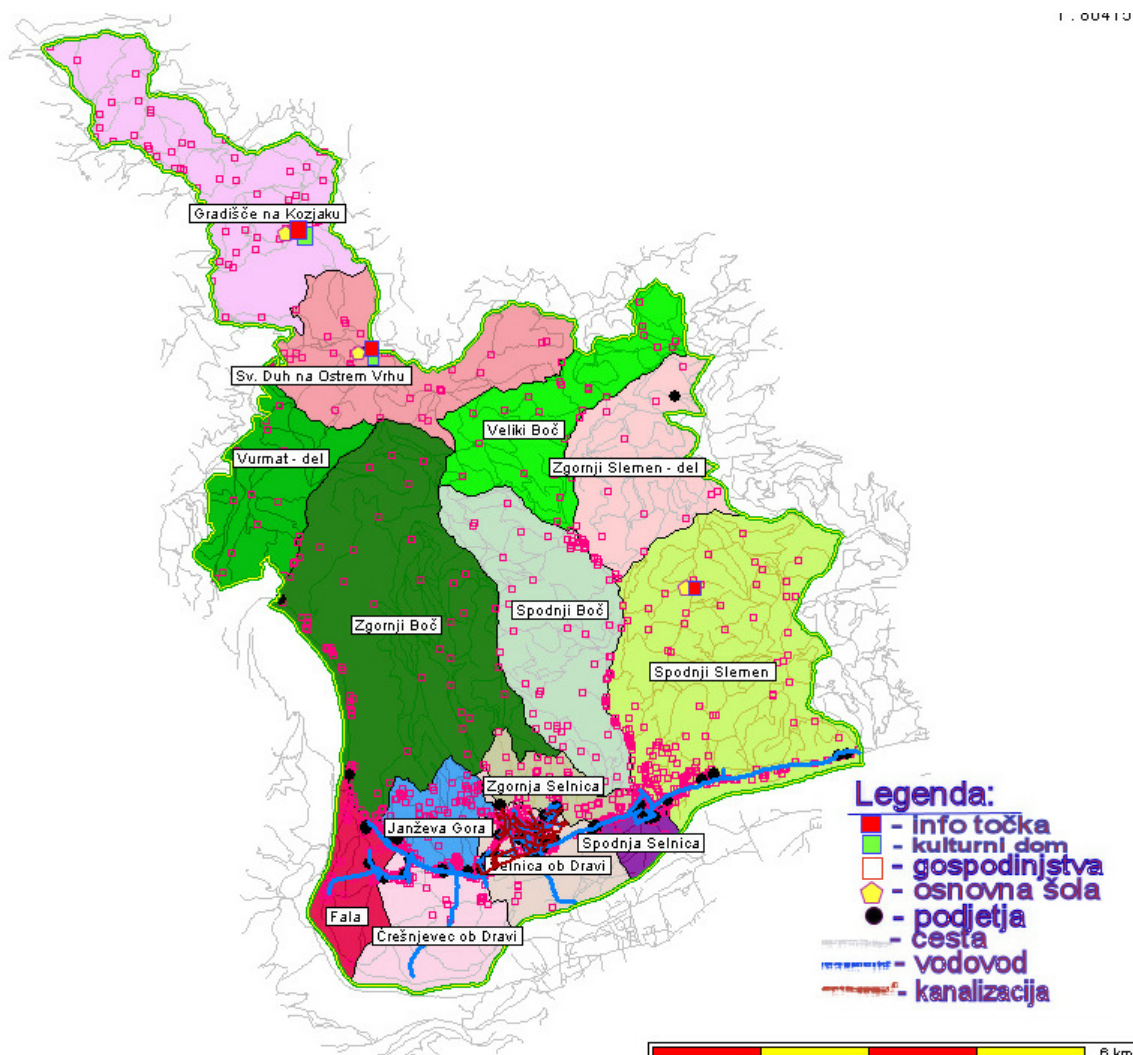 Gradišče na Kozjaku
Sv. Duh na Ostrem Vrhu
Veliki Boč
Vurmat - del
Zgornji Slemen - del
Spodnji Boč
Zgornji Boč
Spodnji Slemen
Zgornja Selnica
Janževa Gora
Spodnja Selnica
Selnica ob Dravi
Fala
Črešnjevec ob Dravi
Legenda:
- info točka
- kulturni dom
- gospodinjstva
- osnovna šola
- podjetja
- cesta
- vodovod
- kanalizacija
6 km